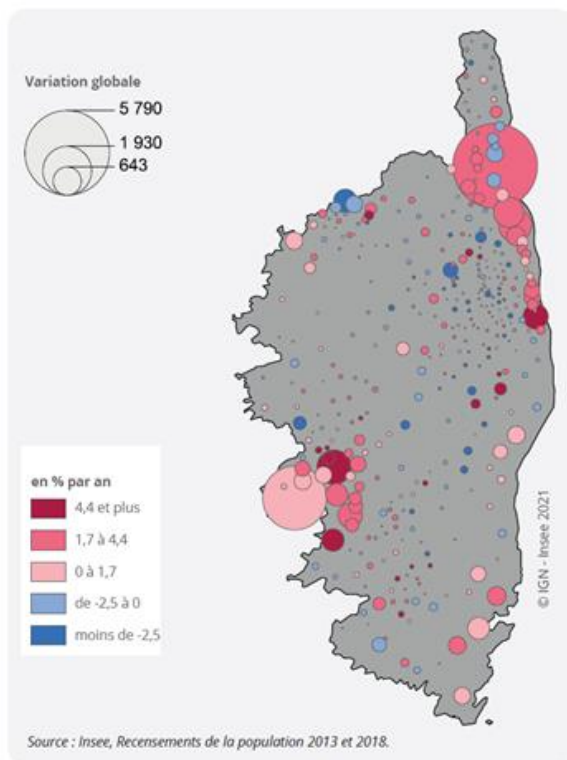 Variation globale
5 790
1 930
643
en % par an
4,4 et plus
1,7 à 4,4
0 à 1,7
de -2,5 à 0
moins de -2,5
© IGN - Insee 2021
Source : Insee, Recensements de la population 2013 et 2018.